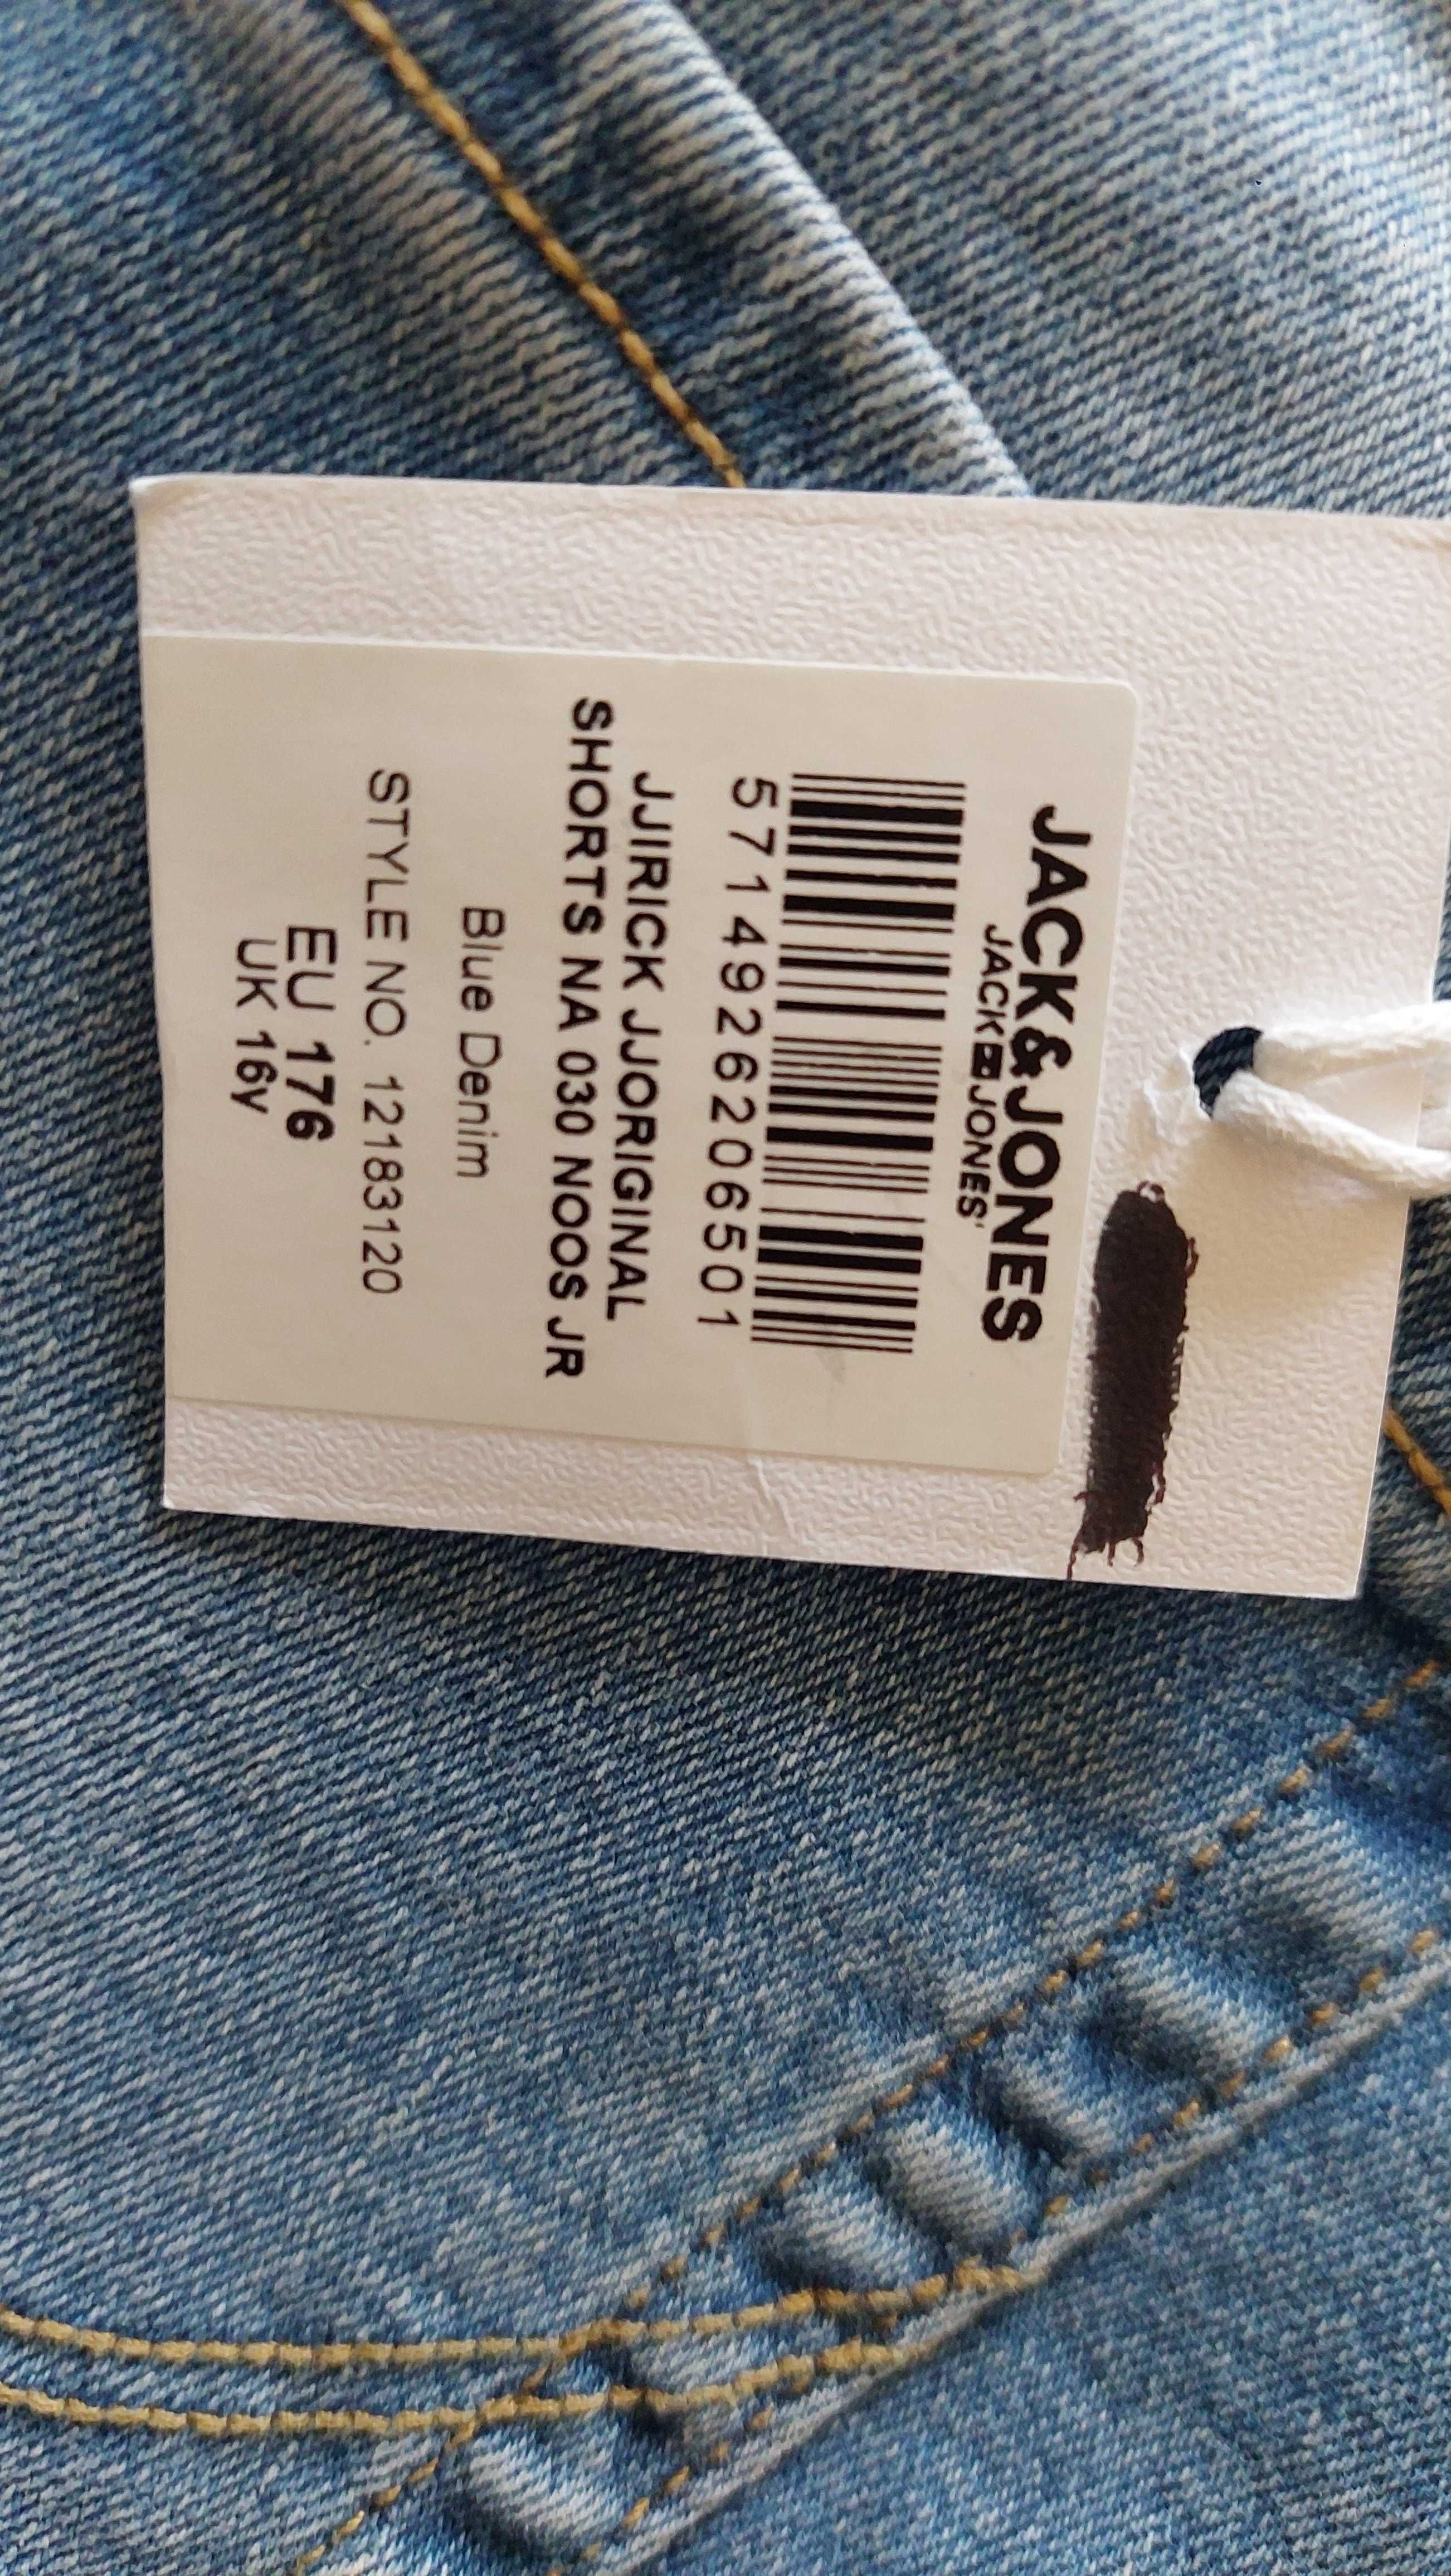 JACK&JONES
JACK JONES'
5714926206501
JJIRICK JJORIGINAL
SHORTS NA 030 NOOS JR
Blue Denim
STYLE NO. 12183120
EU 176
UK 16y